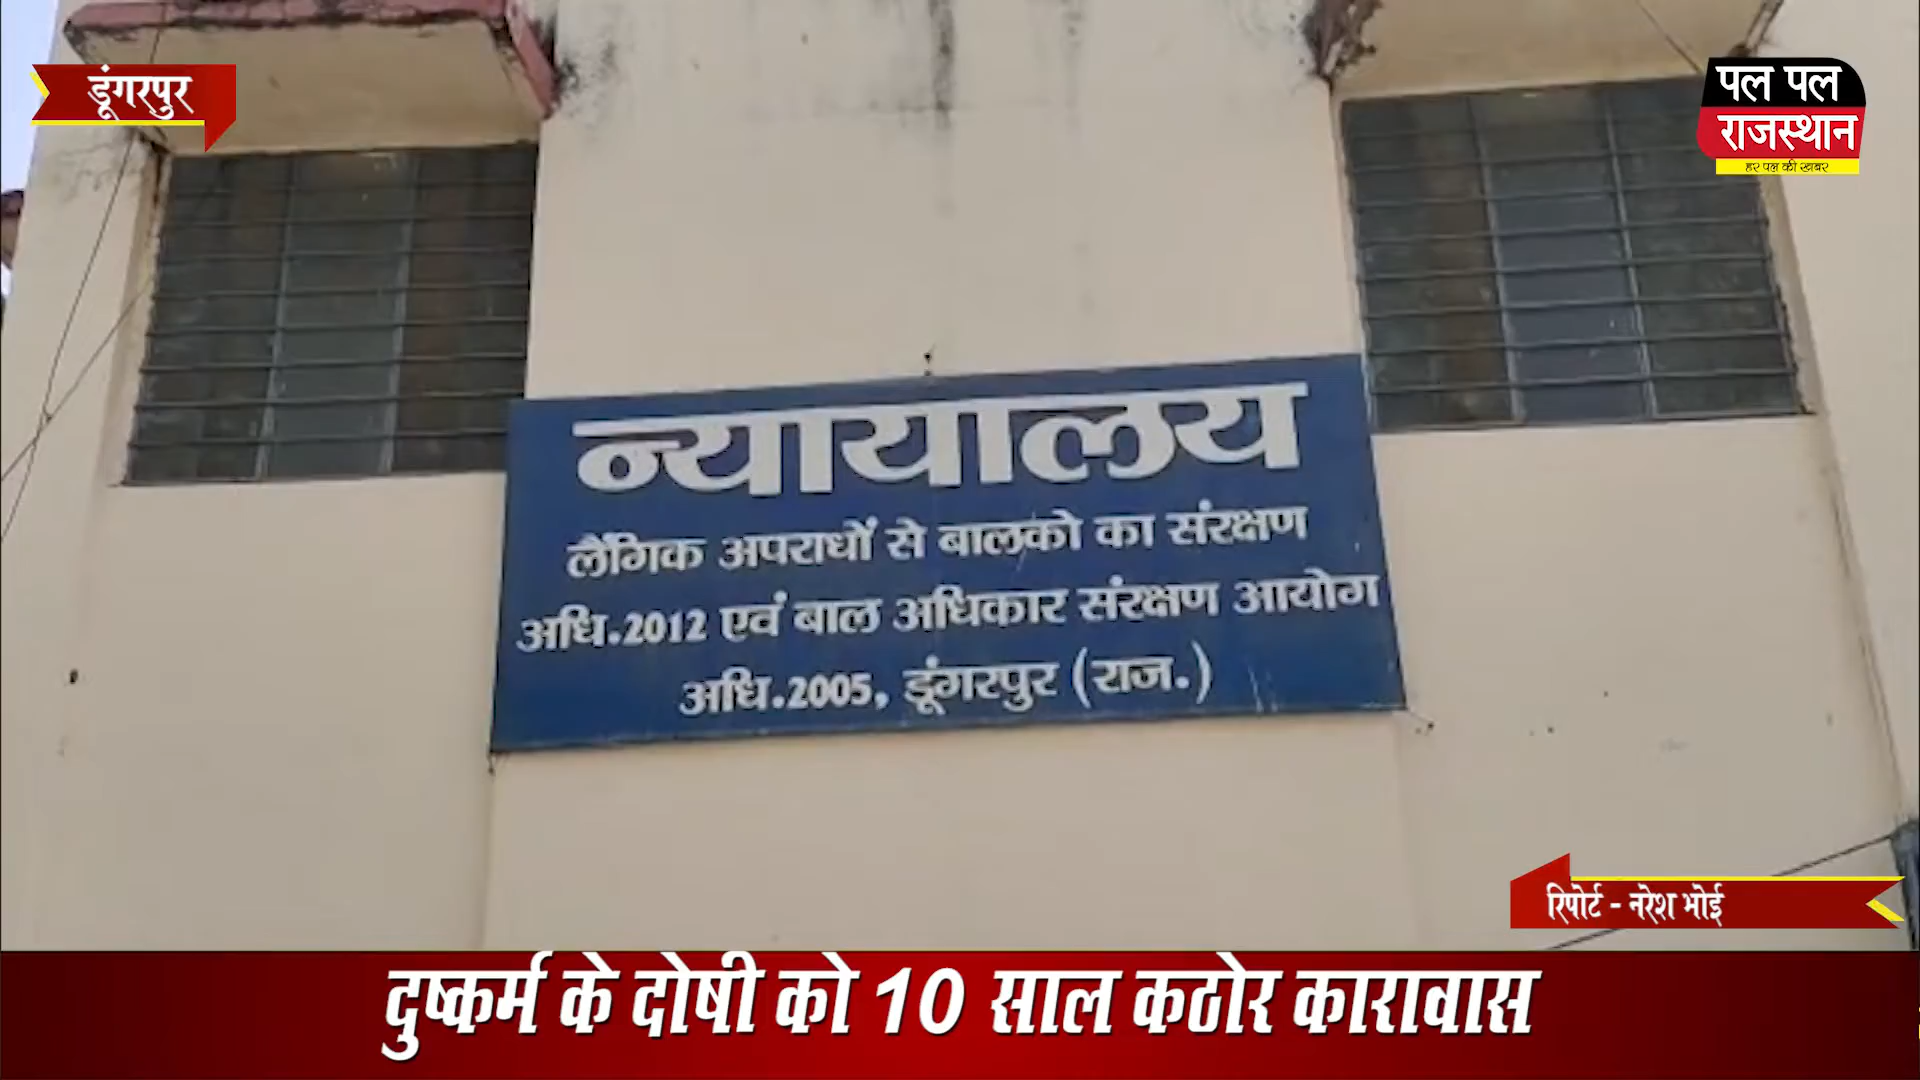 डूंगरपुर
पल पल
राजस्थान
हर पल की खबर
न्यायालय
लैंगिक अपराधों से बालको का संरक्षण
अधि.2012 एवं बाल अधिकार संरक्षण आयोग
अधि.2005, डूंगरपुर (राज.)
रिपोर्ट - नरेश भोई
दुष्कर्म के दोषी को 10 साल कठोर कारावास